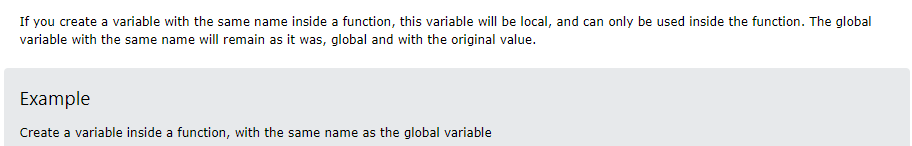 If you create a variable with the same name inside a function, this variable will be local, and can only be used inside the function. The global
variable with the same name will remain as it was, global and with the original value.
Example
Create a variable inside a function, with the same name as the global variable